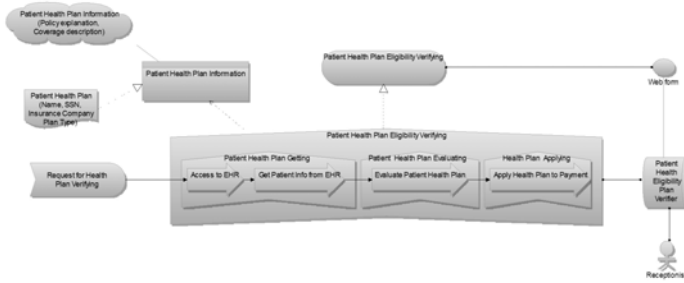 Patient Health Plan Information
(Policy explanation,
Coverage description)
Patient Health Plan Information
Patient Health Plan Eligibility Verifying
Web form
Patient Health Plan
(Name, SSN,
Insurance Company
Plan Type)
Patient Health Plan Eligibility Verifying
Patient Health Plan Getting
Patient Health Plan Evaluating
Health Plan Applying
Request for Health
Plan Verifying
Access to EHR
Get Patient Info from EHR
Evaluate Patient Health Plan
Apply Health Plan to Payment
Patient
Health
Eligibility
Plan
Verifier
Receptionis